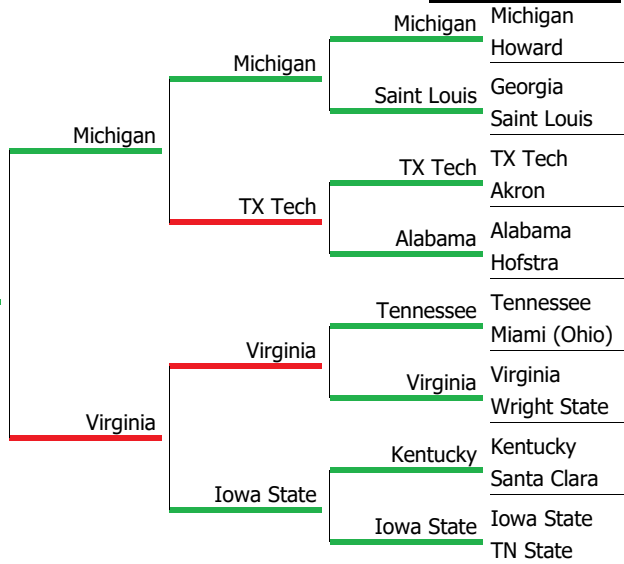 Michigan
Howard
Georgia
Saint Louis
TX Tech
Akron
Alabama
Hofstra
Tennessee
Miami (Ohio)
Virginia
Wright State
Kentucky
Santa Clara
Iowa State
TN State
Michigan
Saint Louis
TX Tech
Alabama
Tennessee
Virginia
Kentucky
Iowa State
Michigan
TX Tech
Virginia
Iowa State
Michigan
Virginia